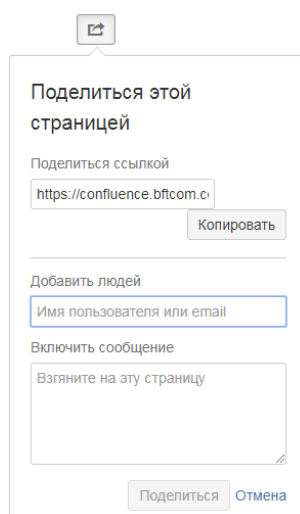 Поделиться этой
страницей
Поделиться ссылкой
https://confluence.bftcom.c
Копировать
Добавить людей
Имя пользователя или email
Включить сообщение
Взгяните на эту страницу
Поделиться Отмена